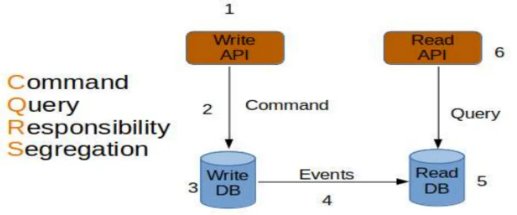 1
Write
API
Read
API
6
Command
Query
Responsibility
Segregation
2
Command
Query
3
Write
DB
Events
4
Read
DB
5